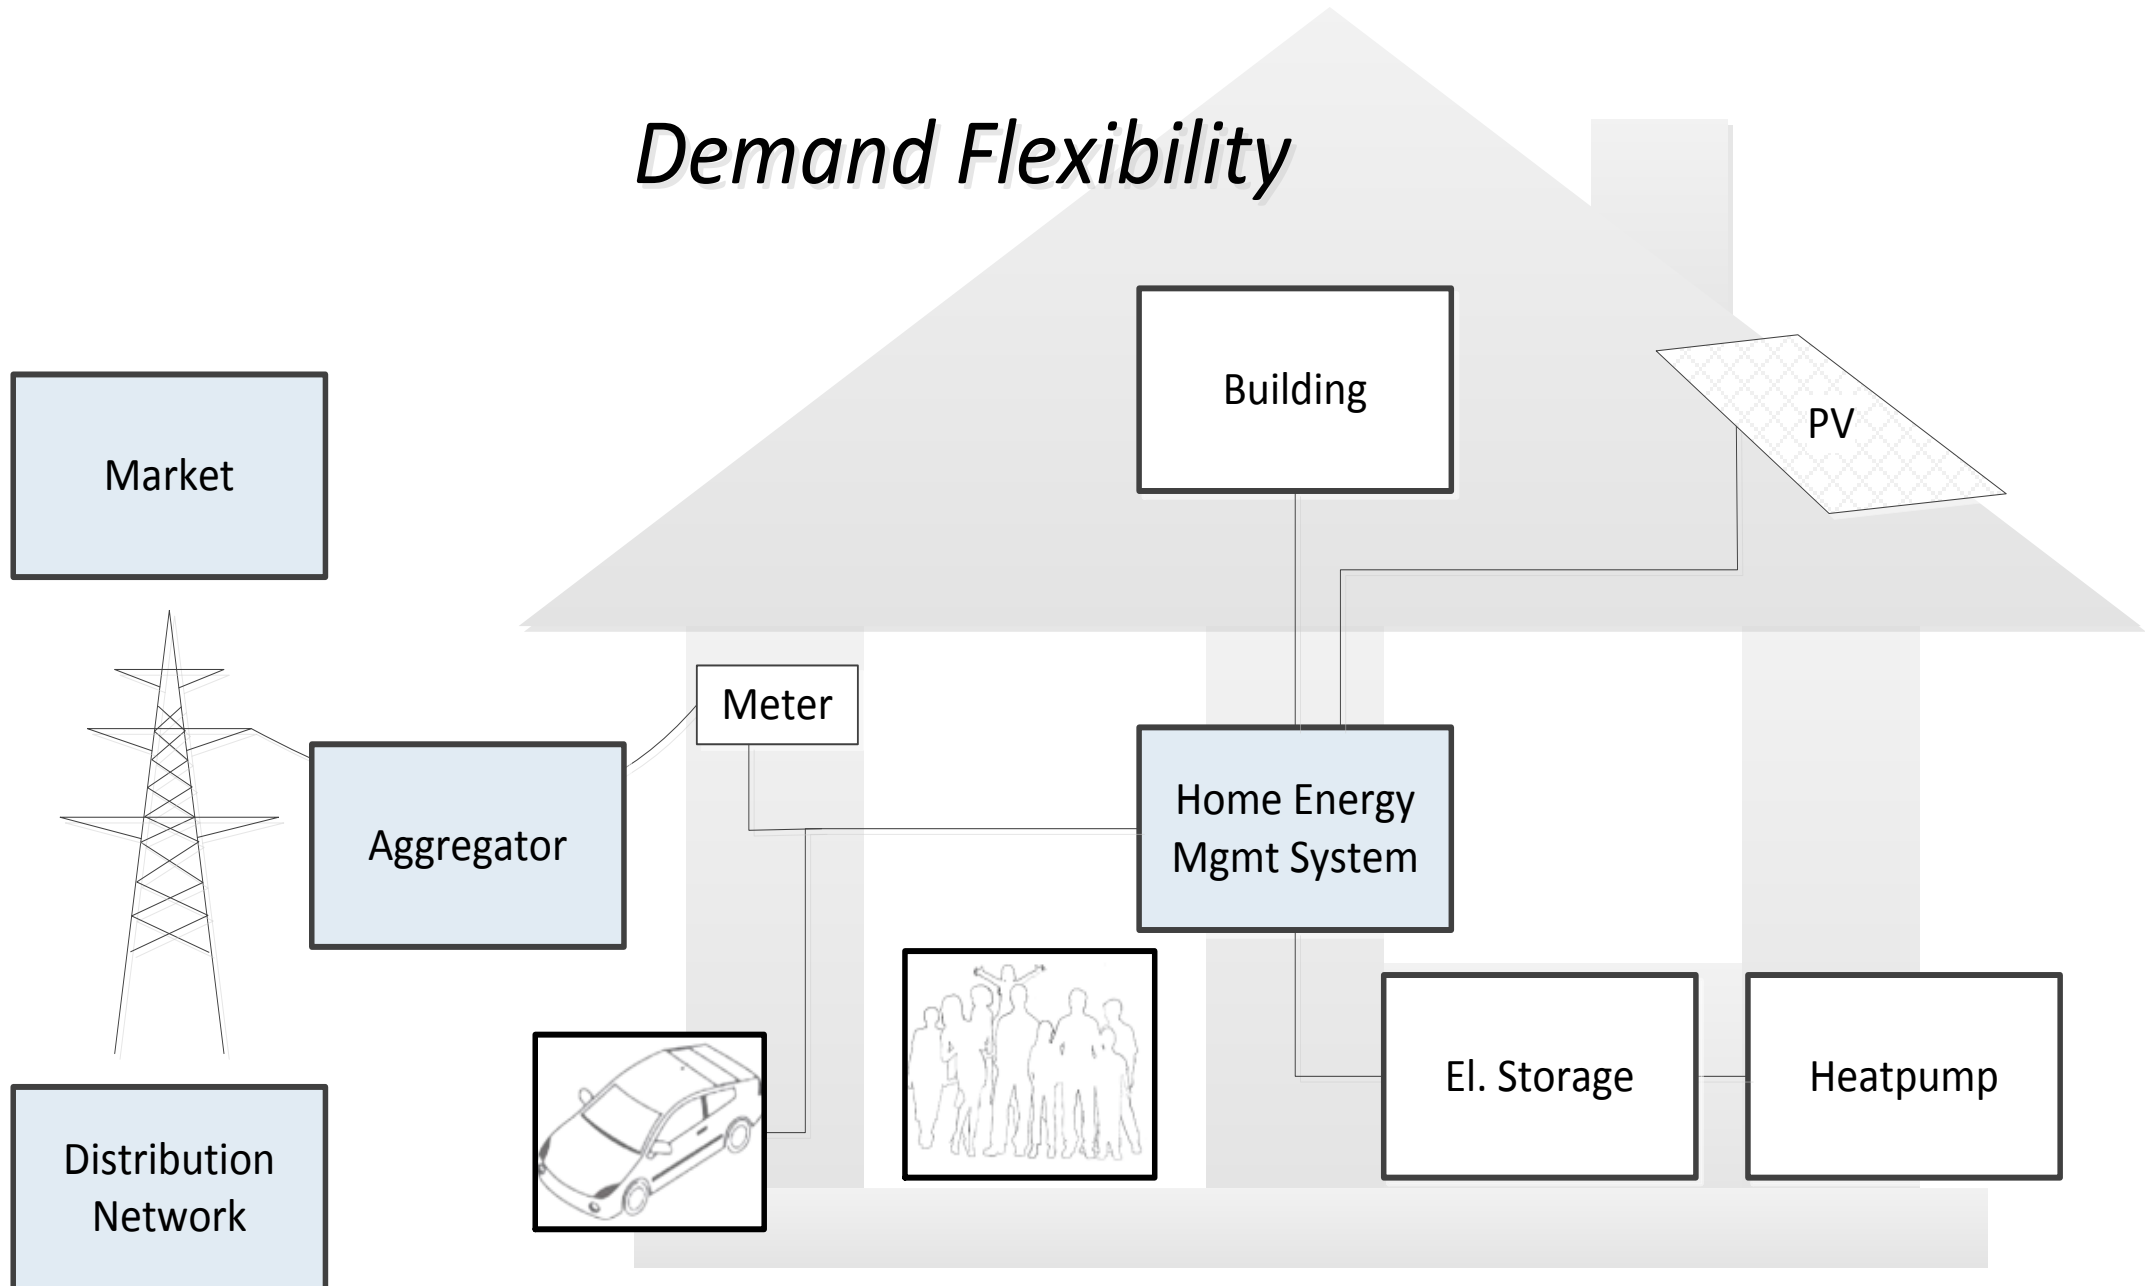 Demand Flexibility
Building
PV
Market
Meter
Aggregator
Home Energy
Mgmt System
El. Storage
Heatpump
Distribution
Network